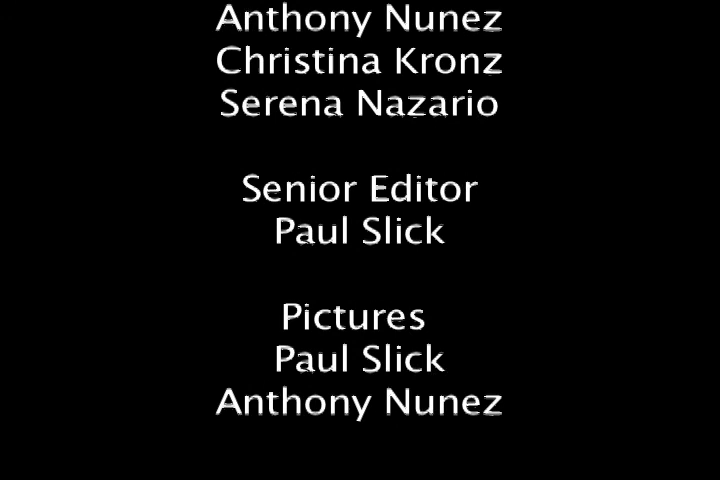 Anthony Nunez
Christina Kronz
Serena Nazario
Senior Editor
Paul Slick
Pictures
Paul Slick
Anthony Nunez